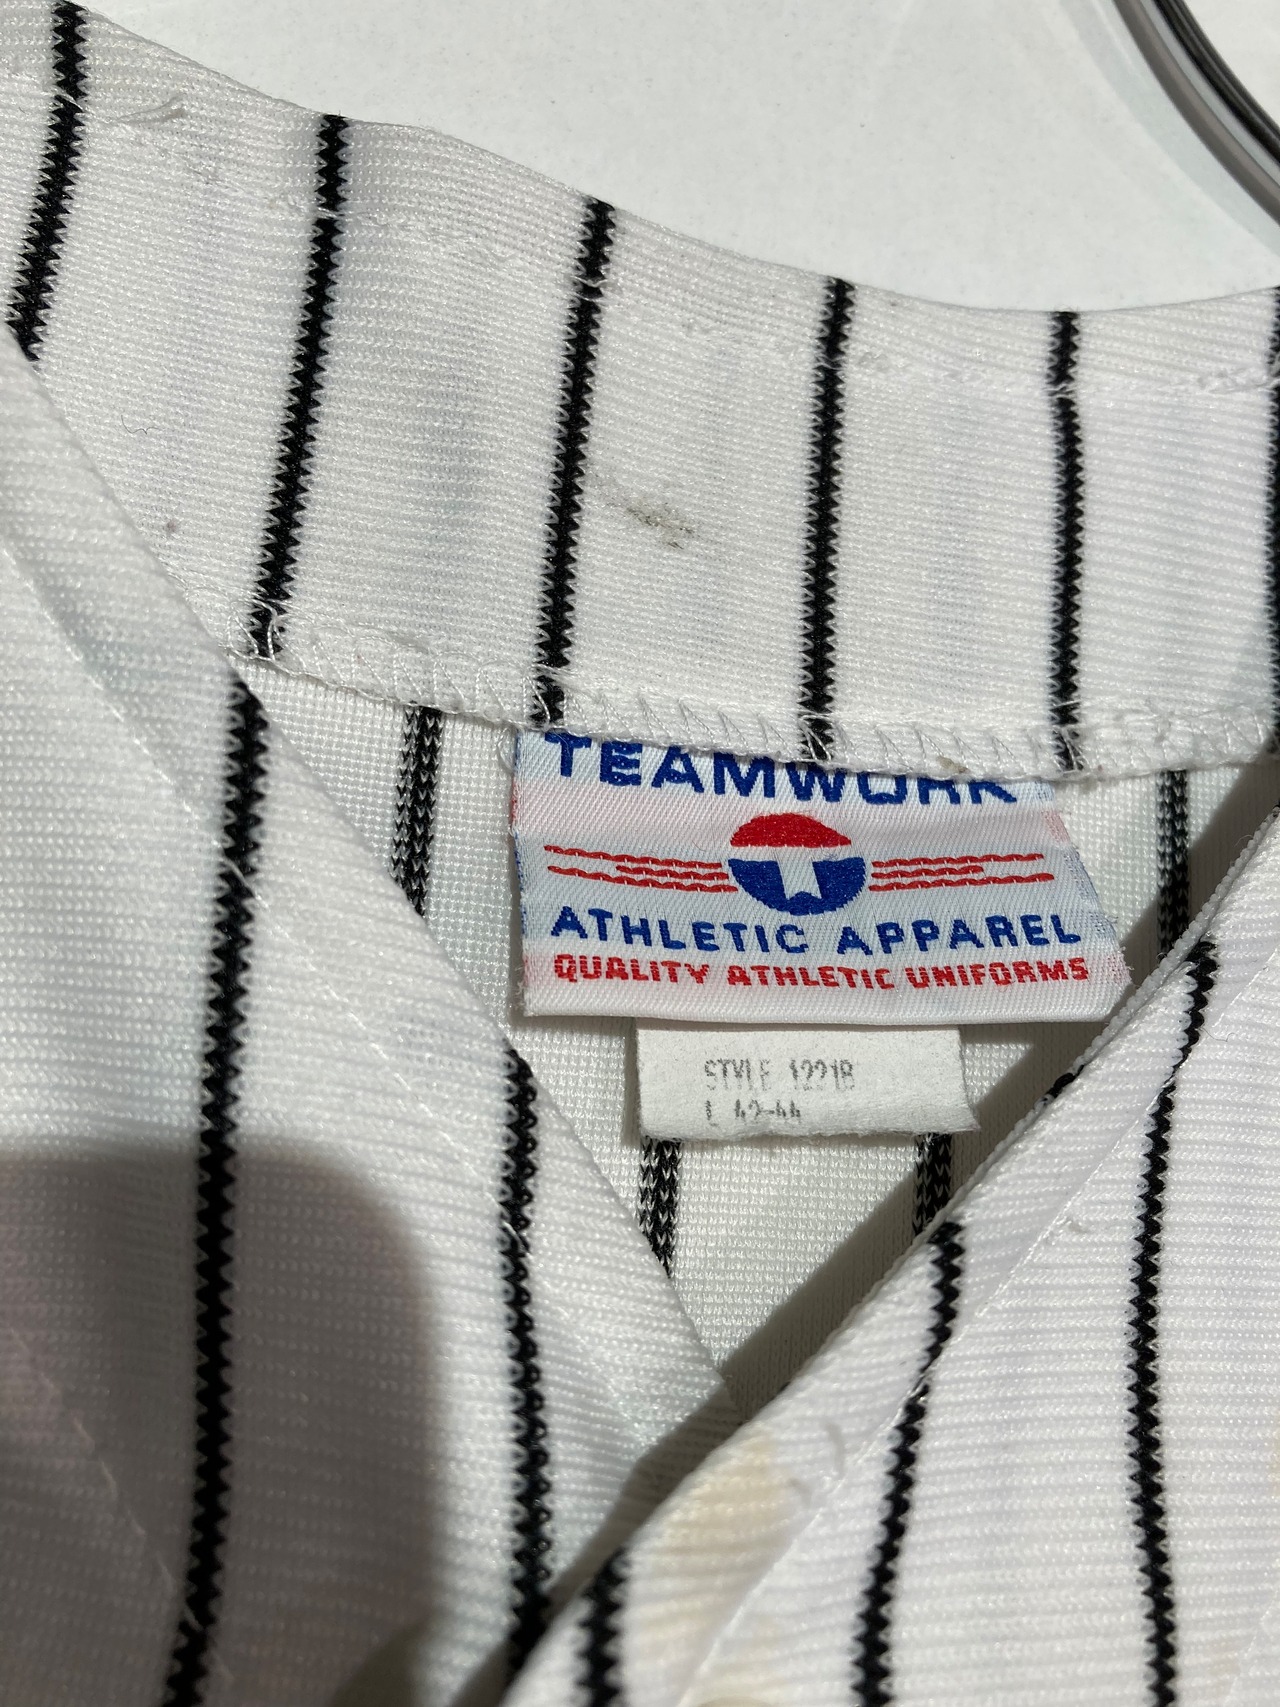 TEAMWORK
T
ATHLETIC APPAREL
QUALITY ATHLETIC UNIFORMS
STYLE 1221B
L 42-44